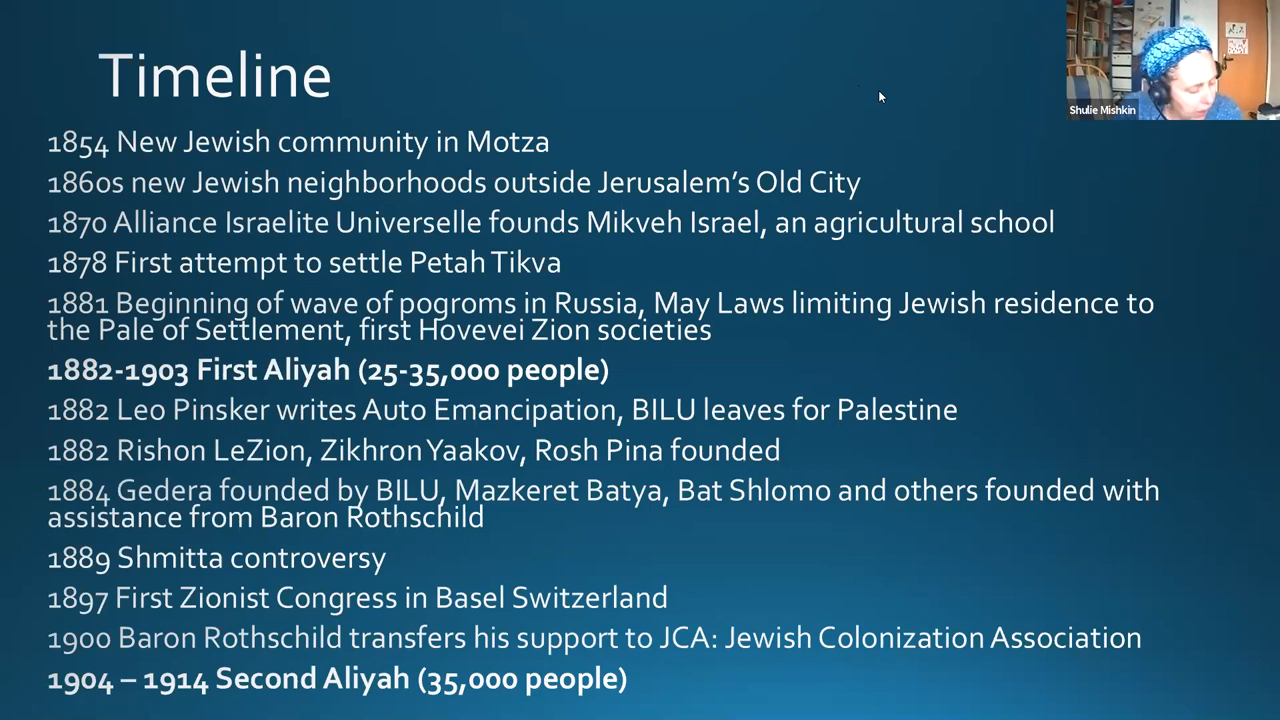 Timeline
Shulie Mishkin
1854 New Jewish community in Motza
1860s new Jewish neighborhoods outside Jerusalem's Old City
1870 Alliance Israelite Universelle founds Mikveh Israel, an agricultural school
1878 First attempt to settle Petah Tikva
1881 Beginning of wave of pogroms in Russia, May Laws limiting Jewish residence to
the Pale of Settlement, first Hovevei Zion societies
1882-1903 First Aliyah (25-35,000 people)
1882 Leo Pinsker writes Auto Emancipation, BILU leaves for Palestine
1882 Rishon LeZion, Zikhron Yaakov, Rosh Pina founded
1884 Gedera founded by BILU, Mazkeret Batya, Bat Shlomo and others founded with
assistance from Baron Rothschild
1889 Shmitta controversy
1897 First Zionist Congress in Basel Switzerland
1900 Baron Rothschild transfers his support to JCA: Jewish Colonization Association
1904 – 1914 Second Aliyah (35,000 people)